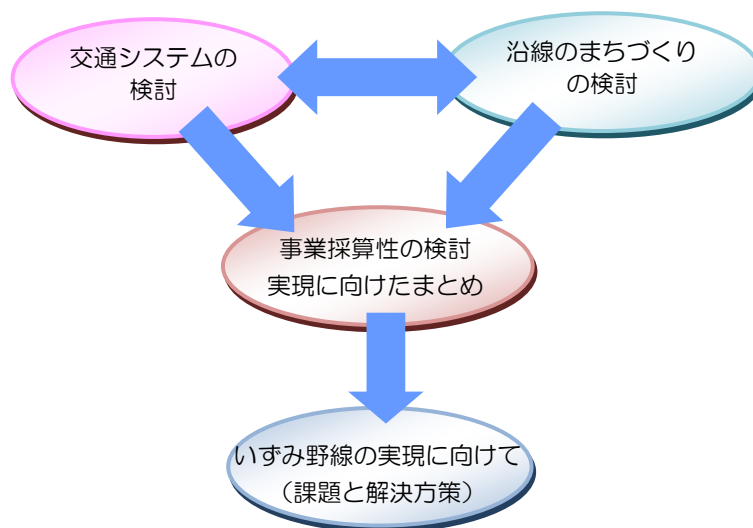 交通システムの
検討
沿線のまちづくり
の検討
事業採算性の検討
実現に向けたまとめ
いずみ野線の実現に向けて
（課題と解決方策）